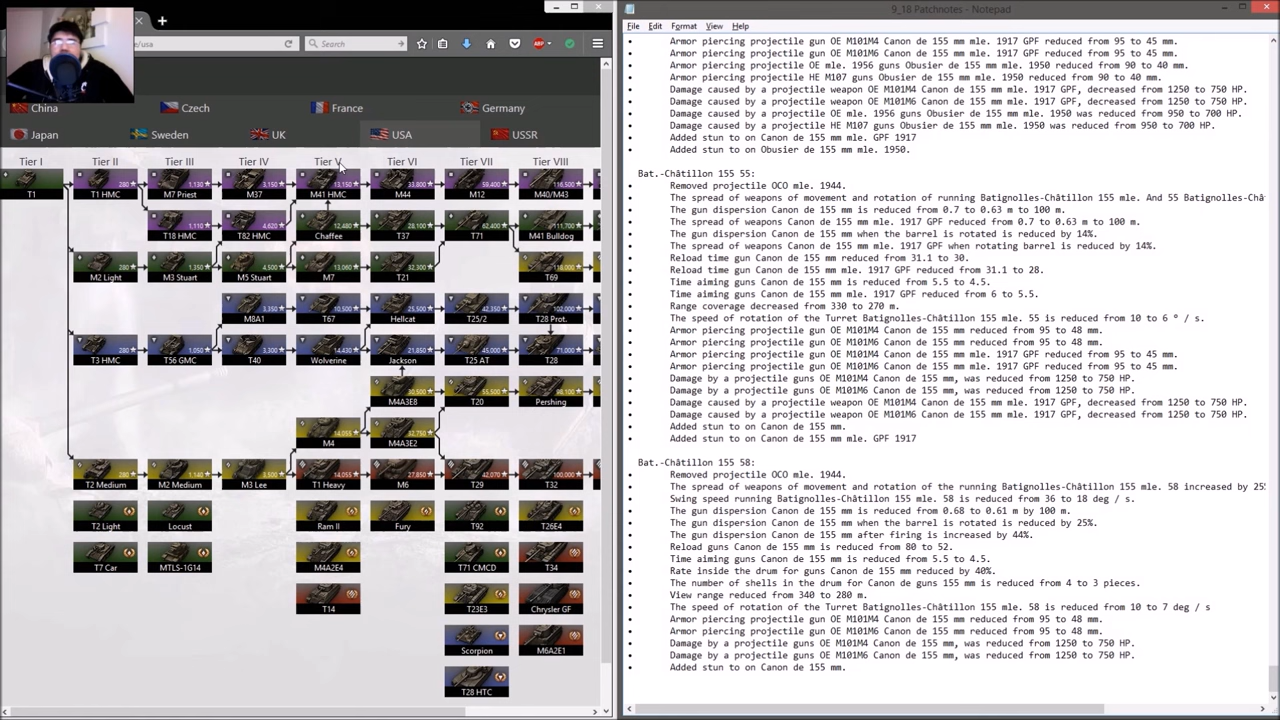 9_18 Patchnotes - Notepad
/usa
Search
ABP
File Edit Format View Help
China Czech France Germany
Japan Sweden UK USA USSR
Tier I Tier II Tier III Tier IV Tier V Tier VI Tier VII Tier VIII
T1 T1 HMC M7 Priest M37 M41 HMC M44 M12 M40/M43
T18 HMC T82 HMC Chaffee T37 T71 M41 Bulldog
M2 Light M3 Stuart M5 Stuart M7 T21 T69
M8A1 T67 Hellcat T25/2 T28 Prot.
T3 HMC T56 GMC T40 Wolverine Jackson T25 AT T28
M4A3E8 T20 Pershing
M4 M4A3E2
T2 Medium M2 Medium M3 Lee T1 Heavy M6 T29 T32
T2 Light Locust Ram II Fury T92 T26E4
T7 Car MTLS-1G14 M4A2E4 T71 CMCD T34
T14 T23E3 Chrysler GF
Scorpion M6A2E1
T28 HTC
• Armor piercing projectile gun OE M101M4 Canon de 155 mm mle. 1917 GPF reduced from 95 to 45 mm.
• Armor piercing projectile gun OE M101M6 Canon de 155 mm mle. 1917 GPF reduced from 95 to 45 mm.
• Armor piercing projectile OE mle. 1956 guns Obusier de 155 mm mle. 1950 reduced from 90 to 40 mm.
• Armor piercing projectile HE M107 guns Obusier de 155 mm mle. 1950 reduced from 90 to 40 mm.
• Damage caused by a projectile weapon OE M101M4 Canon de 155 mm mle. 1917 GPF, decreased from 1250 to 750 HP.
• Damage caused by a projectile weapon OE M101M6 Canon de 155 mm mle. 1917 GPF, decreased from 1250 to 750 HP.
• Damage caused by a projectile OE mle. 1956 guns Obusier de 155 mm mle. 1950 was reduced from 950 to 700 HP.
• Damage caused by a projectile HE M107 guns Obusier de 155 mm mle. 1950 was reduced from 950 to 700 HP.
• Added stun to on Canon de 155 mm mle. GPF 1917
• Added stun to on Obusier de 155 mm mle. 1950.
Bat.-Châtillon 155 55:
• Removed projectile OCO mle. 1944.
• The spread of weapons of movement and rotation of running Batignolles-Châtillon 155 mle. And 55 Batignolles-Châ
• The gun dispersion Canon de 155 mm is reduced from 0.7 to 0.63 m to 100 m.
• The spread of weapons Canon de 155 mm mle. 1917 GPF is reduced from 0.7 to 0.63 m to 100 m.
• The gun dispersion Canon de 155 mm when the barrel is rotated is reduced by 14%.
• The spread of weapons Canon de 155 mm mle. 1917 GPF when rotating barrel is reduced by 14%.
• Reload time gun Canon de 155 mm reduced from 31.1 to 30.
• Reload time gun Canon de 155 mm mle. 1917 GPF reduced from 31.1 to 28.
• Time aiming guns Canon de 155 mm is reduced from 5.5 to 4.5.
• Time aiming guns Canon de 155 mm mle. 1917 GPF reduced from 6 to 5.5.
• Range coverage decreased from 330 to 270 m.
• The speed of rotation of the Turret Batignolles-Châtillon 155 mle. 55 is reduced from 10 to 6 º / s.
• Armor piercing projectile gun OE M101M4 Canon de 155 mm is reduced from 95 to 48 mm.
• Armor piercing projectile gun OE M101M6 Canon de 155 mm is reduced from 95 to 48 mm.
• Armor piercing projectile gun OE M101M4 Canon de 155 mm mle. 1917 GPF reduced from 95 to 45 mm.
• Armor piercing projectile gun OE M101M6 Canon de 155 mm mle. 1917 GPF reduced from 95 to 45 mm.
• Damage by a projectile guns OE M101M4 Canon de 155 mm, was reduced from 1250 to 750 HP.
• Damage by a projectile guns OE M101M6 Canon de 155 mm, was reduced from 1250 to 750 HP.
• Damage caused by a projectile weapon OE M101M4 Canon de 155 mm mle. 1917 GPF, decreased from 1250 to 750 HP.
• Damage caused by a projectile weapon OE M101M6 Canon de 155 mm mle. 1917 GPF, decreased from 1250 to 750 HP.
• Added stun to on Canon de 155 mm.
• Added stun to on Canon de 155 mm mle. GPF 1917
Bat.-Châtillon 155 58:
• Removed projectile OCO mle. 1944.
• The spread of weapons of movement and rotation of the running Batignolles-Châtillon 155 mle. 58 increased by 25%
• Swing speed running Batignolles-Châtillon 155 mle. 58 is reduced from 36 to 18 deg / s.
• The gun dispersion Canon de 155 mm is reduced from 0.68 to 0.61 m by 100 m.
• The gun dispersion Canon de 155 mm when the barrel is rotated is reduced by 25%.
• The gun dispersion Canon de 155 mm after firing is increased by 44%.
• Reload guns Canon de 155 mm is reduced from 80 to 52.
• Time aiming guns Canon de 155 mm is reduced from 5.5 to 4.5.
• Rate inside the drum for guns Canon de 155 mm reduced by 40%.
• The number of shells in the drum for Canon de guns 155 mm is reduced from 4 to 3 pieces.
• View range reduced from 340 to 280 m.
• The speed of rotation of the Turret Batignolles-Châtillon 155 mle. 58 is reduced from 10 to 7 deg / s
• Armor piercing projectile gun OE M101M4 Canon de 155 mm is reduced from 95 to 48 mm.
• Armor piercing projectile gun OE M101M6 Canon de 155 mm is reduced from 95 to 48 mm.
• Damage by a projectile guns OE M101M4 Canon de 155 mm, was reduced from 1250 to 750 HP.
• Damage by a projectile guns OE M101M6 Canon de 155 mm, was reduced from 1250 to 750 HP.
• Added stun to on Canon de 155 mm.